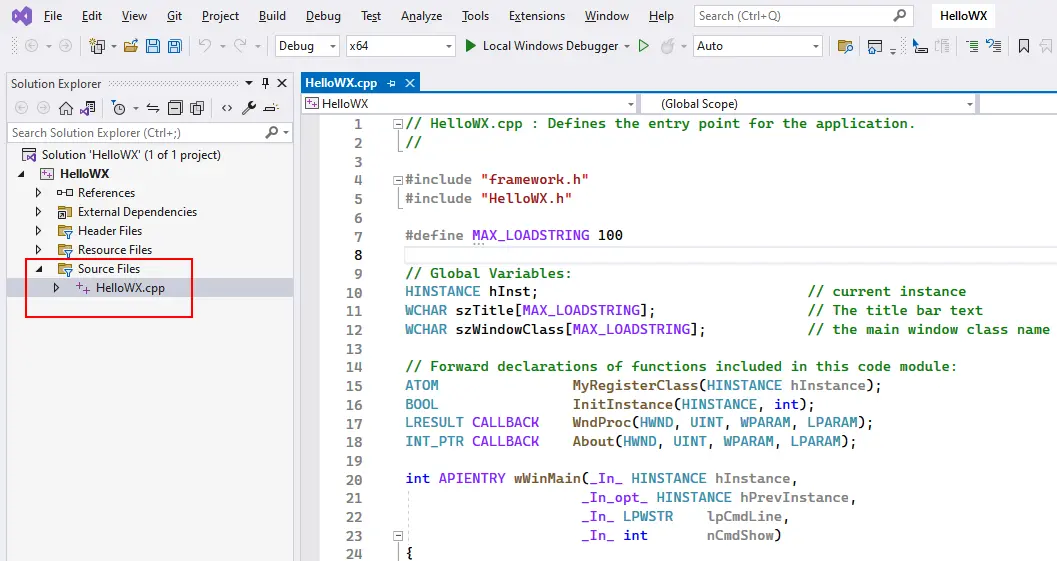 File Edit View Git Project Build Debug Test Analyze Tools Extensions Window Help Search (Ctrl+Q) HelloWX
Debug x64 Local Windows Debugger Auto
Solution Explorer
Search Solution Explorer (Ctrl+;)
Solution 'HelloWX' (1 of 1 project)
HelloWX
References
External Dependencies
Header Files
Resource Files
Source Files
HelloWX.cpp
HelloWX.cpp
HelloWX (Global Scope)
1 // HelloWX.cpp : Defines the entry point for the application.
2 //
3
4 #include "framework.h"
5 #include "HelloWX.h"
6
7 #define MAX_LOADSTRING 100
8
9 // Global Variables:
10 HINSTANCE hInst; // current instance
11 WCHAR szTitle[MAX_LOADSTRING]; // The title bar text
12 WCHAR szWindowClass[MAX_LOADSTRING]; // the main window class name
13
14 // Forward declarations of functions included in this code module:
15 ATOM MyRegisterClass(HINSTANCE hInstance);
16 BOOL InitInstance(HINSTANCE, int);
17 LRESULT CALLBACK WndProc(HWND, UINT, WPARAM, LPARAM);
18 INT_PTR CALLBACK About(HWND, UINT, WPARAM, LPARAM);
19
20 int APIENTRY wWinMain(_In_ HINSTANCE hInstance,
21 _In_opt_ HINSTANCE hPrevInstance,
22 _In_ LPWSTR lpCmdLine,
23 _In_ int nCmdShow)
24 {